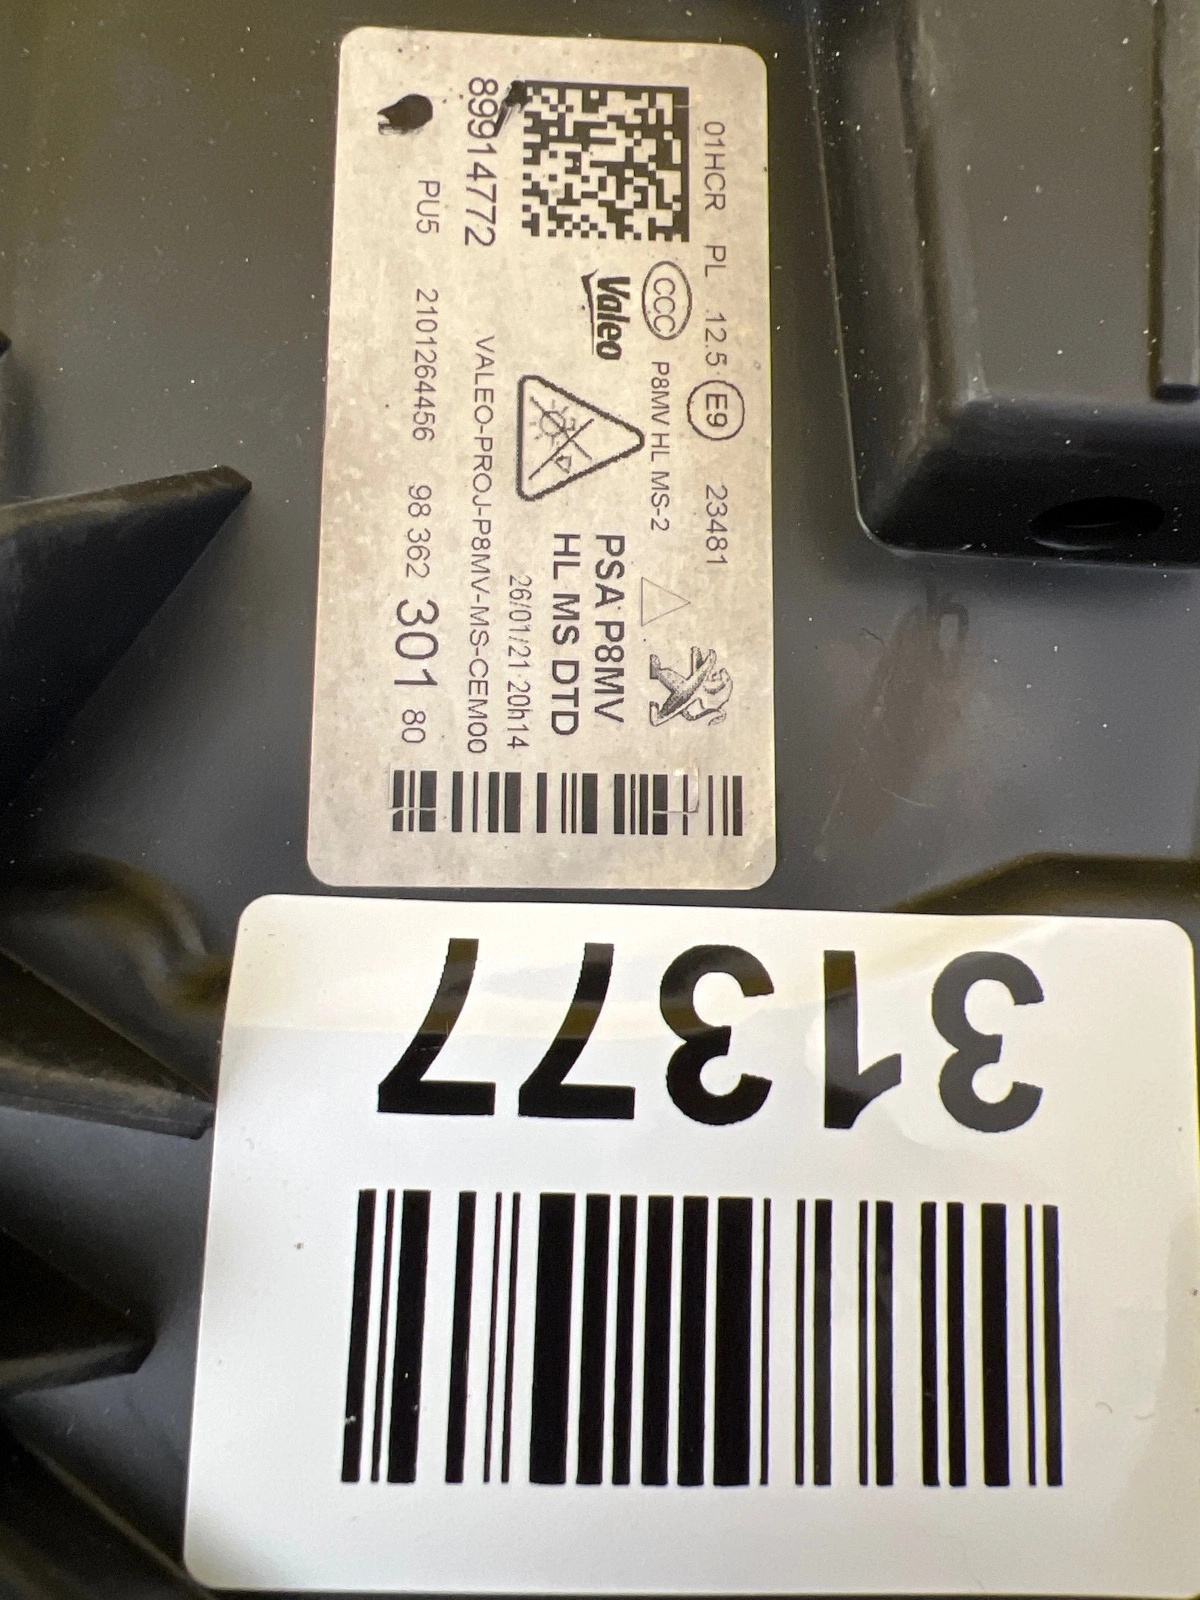 01HCR PL 12.5 E9 23481
CCC P8MV HL MS-2
Valeo
PSA P8MV
HL MS DTD
26/01/21 20h14
89914772
VALEO-PROJ-P8MV-MS-CEM00
PU5 2101264456 98 362 301 80
31377